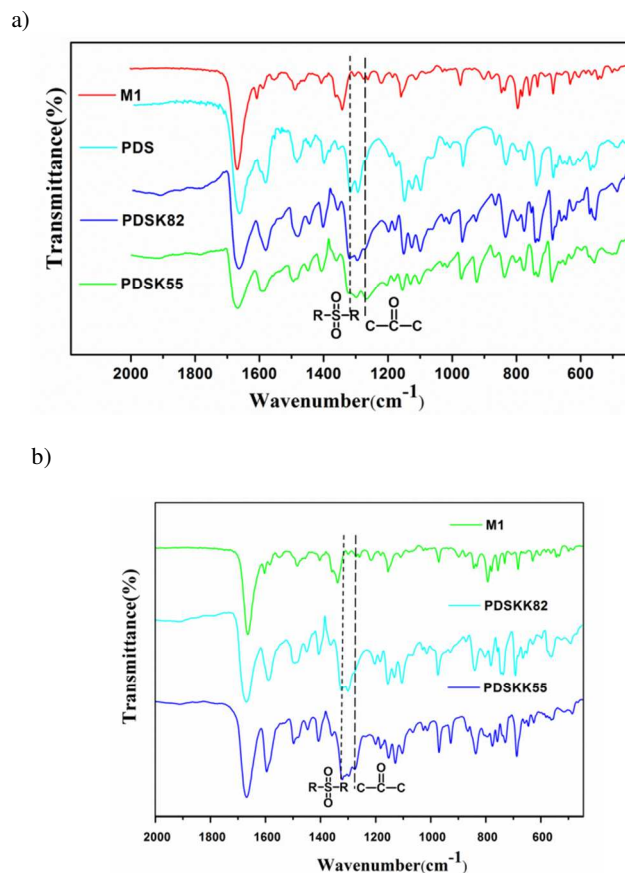 a)
Transmittance(%)
M1
PDS
PDSK82
PDSK55
O
R-S-R
O
O
C-C-C
2000 1800 1600 1400 1200 1000 800 600
Wavenumber(cm-1)
b)
Transmittance(%)
M1
PDSKK82
PDSKK55
O
R-S-R
O
O
C-C-C
2000 1800 1600 1400 1200 1000 800 600
Wavenumber(cm-1)